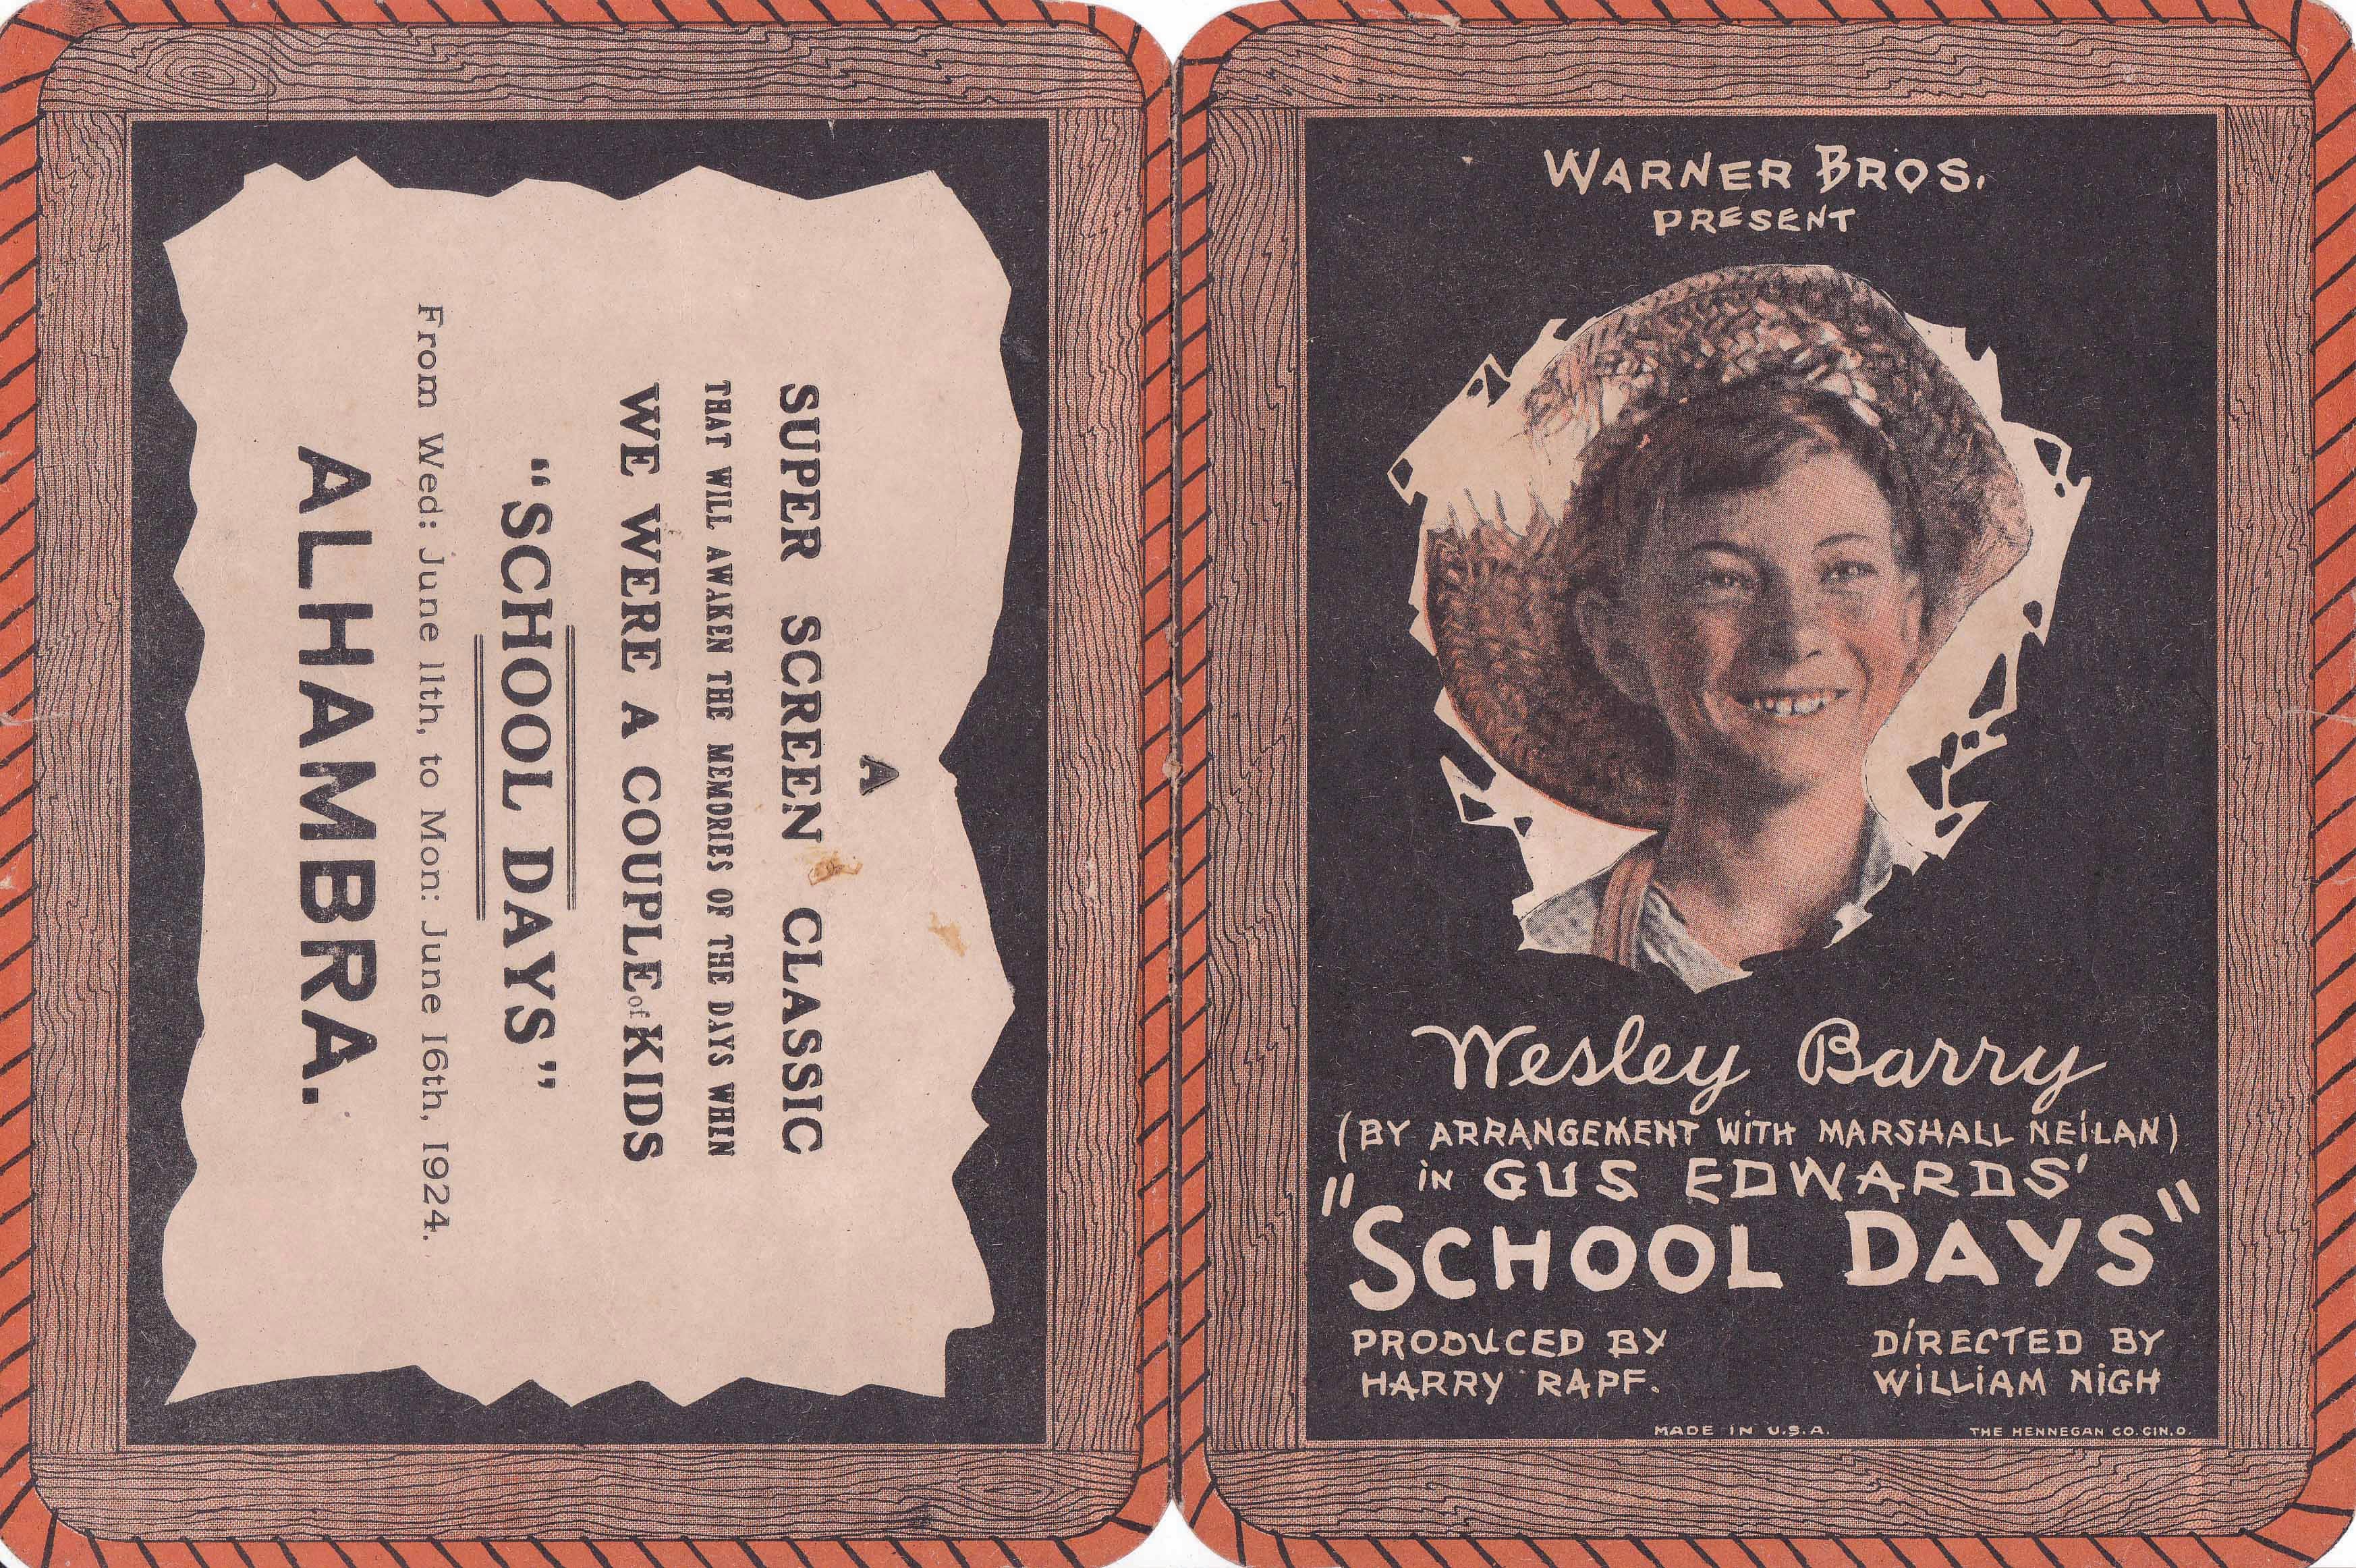 A
SUPER SCREEN CLASSIC
THAT WILL AWAKEN THE MEMORIES OF THE DAYS WHIN
WE WERE A COUPLE of KIDS
"SCHOOL DAYS"
From Wed: June 11th, to Mon: June 16th, 1924.
ALHAMBRA.
WARNER BROS.
PRESENT
Wesley Barry
(BY ARRANGEMENT WITH MARSHALL NEILAN)
in GUS EDWARDS'
"SCHOOL DAYS"
PRODUCED BY
HARRY RAPF.
DIRECTED BY
WILLIAM NIGH
MADE IN U.S.A.
THE HENNEGAN CO. CIN. O.